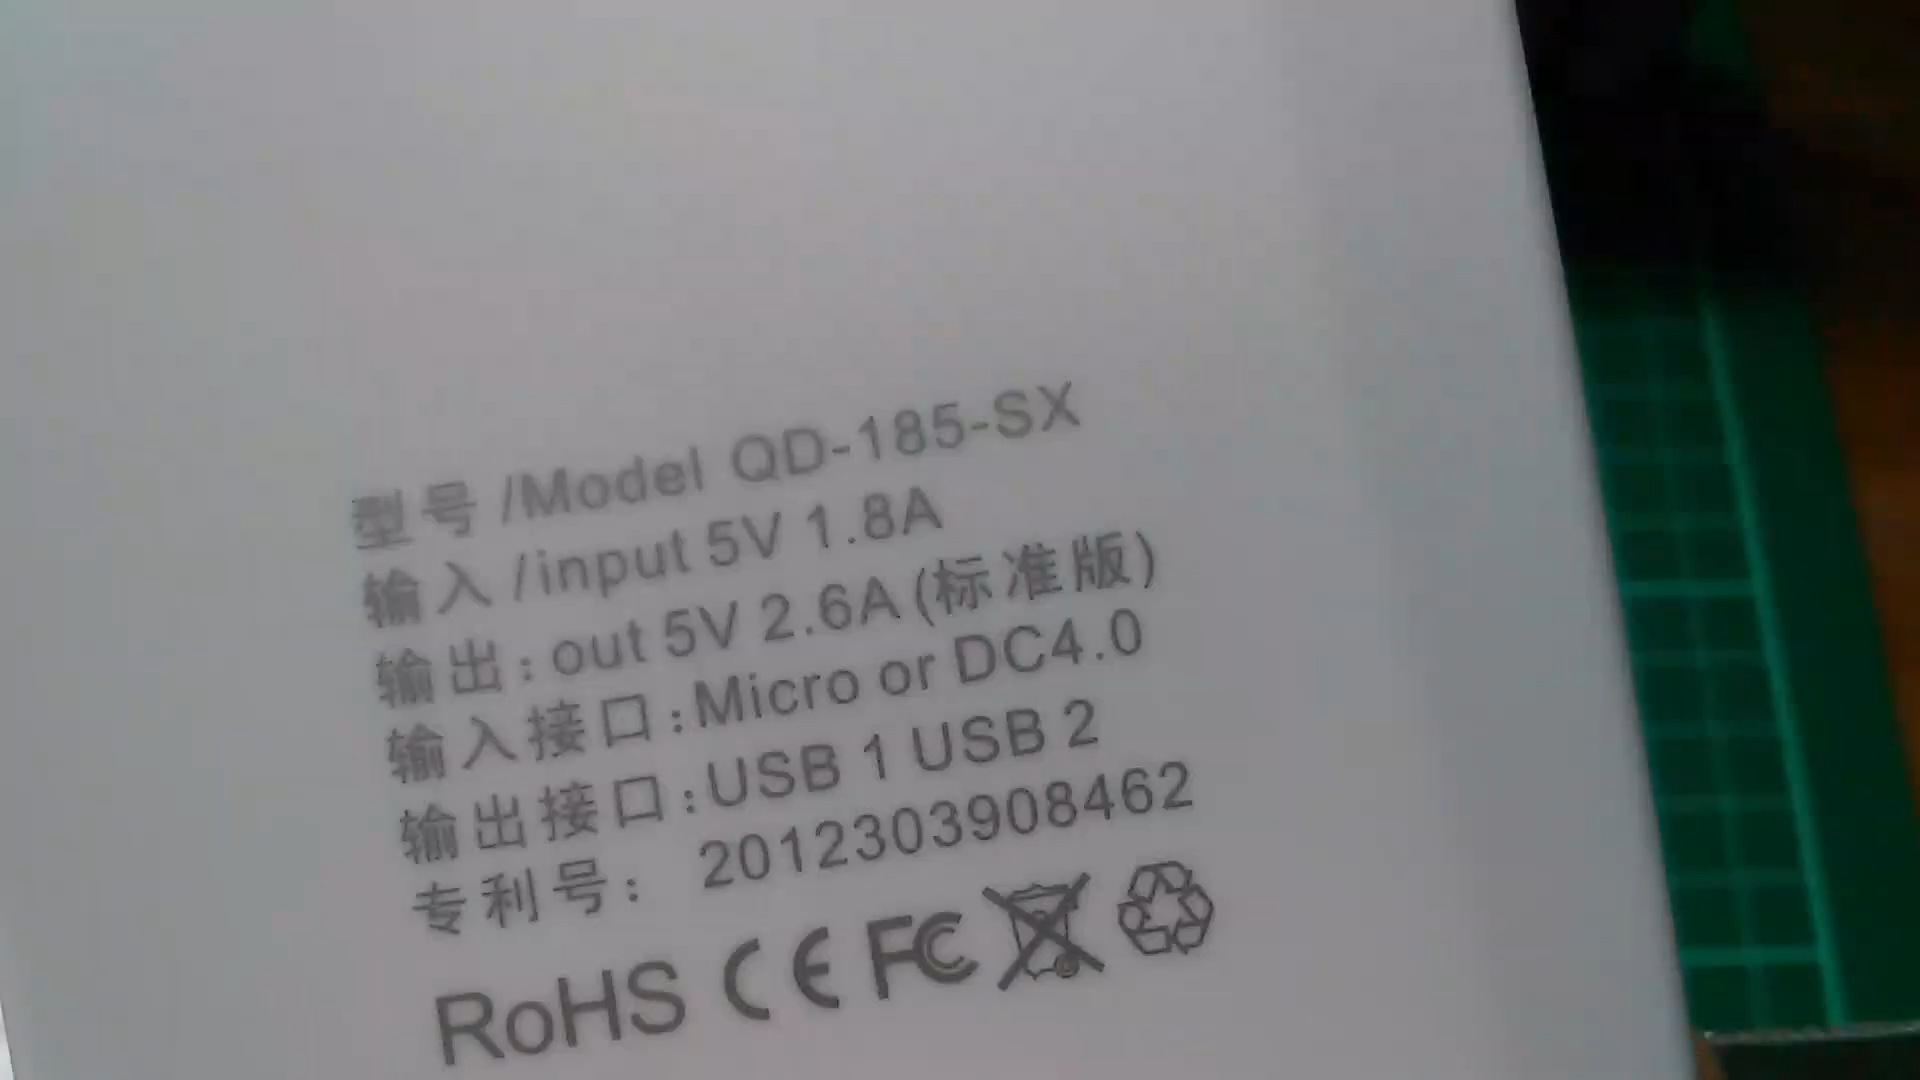 型号 /Model QD-185-SX
输入 /input 5V 1.8A
输出: out 5V 2.6A (标准版)
输入接口: Micro or DC4.0
输出接口: USB 1 USB 2
专利号: 2012303908462
RoHS CE FC